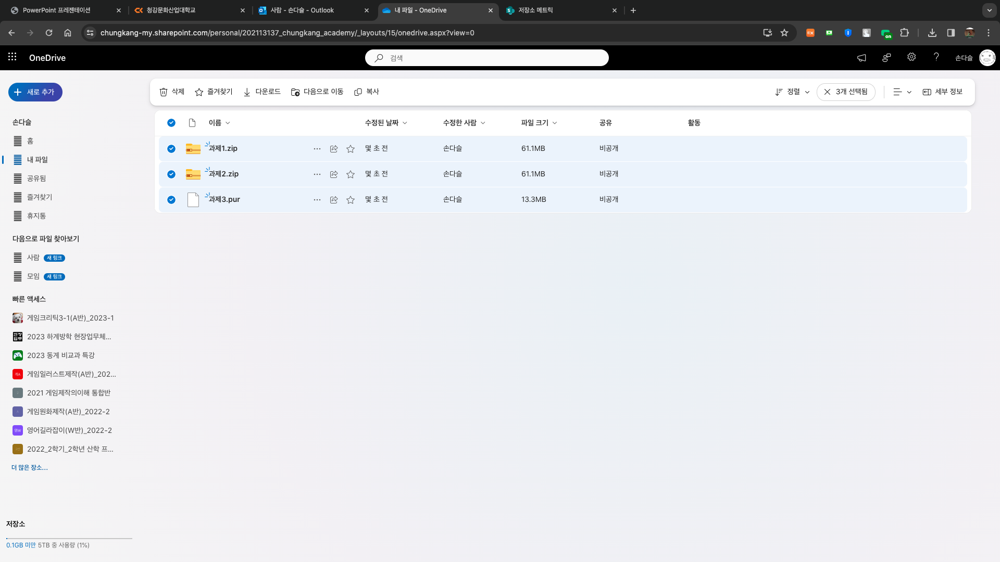 PowerPoint 프레젠테이션
청강문화산업대학교
사람 - 손다슬 - Outlook
내 파일 - OneDrive
저장소 메트릭
chungkang-my.sharepoint.com/personal/202113137_chungkang_academy/_layouts/15/onedrive.aspx?view=0
on
OneDrive
검색
손다슬
새로 추가
삭제
즐겨찾기
다운로드
다음으로 이동
복사
정렬
3개 선택됨
세부 정보
손다슬
홈
내 파일
공유됨
즐겨찾기
휴지통
다음으로 파일 찾아보기
사람 새 링크
모임 새 링크
빠른 액세스
게임크리틱3-1(A반)_2023-1
현장
업무
2023 하계방학 현장업무체...
2023 동계 비교과 특강
게A
게임일러스트제작(A반)_202...
2021 게임제작의이해 통합반
게임원화제작(A반)_2022-2
영W
영어길라잡이(W반)_2022-2
2022_2학기_2학년 산학 프...
더 많은 장소...
이름 수정된 날짜 수정한 사람 파일 크기 공유 활동
과제1.zip 몇 초 전 손다슬 61.1MB 비공개
과제2.zip 몇 초 전 손다슬 61.1MB 비공개
과제3.pur 몇 초 전 손다슬 13.3MB 비공개
저장소
0.1GB 미만 5TB 중 사용량 (1%)